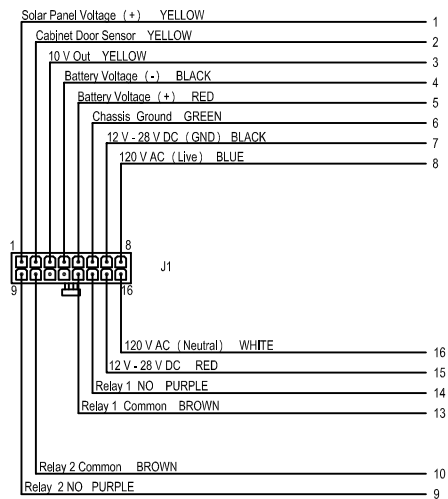 Solar Panel Voltage (+) YELLOW 1
Cabinet Door Sensor YELLOW 2
10 V Out YELLOW 3
Battery Voltage (-) BLACK 4
Battery Voltage (+) RED 5
Chassis Ground GREEN 6
12 V - 28 V DC (GND) BLACK 7
120 V AC (Live) BLUE 8
1 8
J1
9 16
120 V AC (Neutral) WHITE 16
12 V - 28 V DC RED 15
Relay 1 NO PURPLE 14
Relay 1 Common BROWN 13
Relay 2 Common BROWN 10
Relay 2 NO PURPLE 9